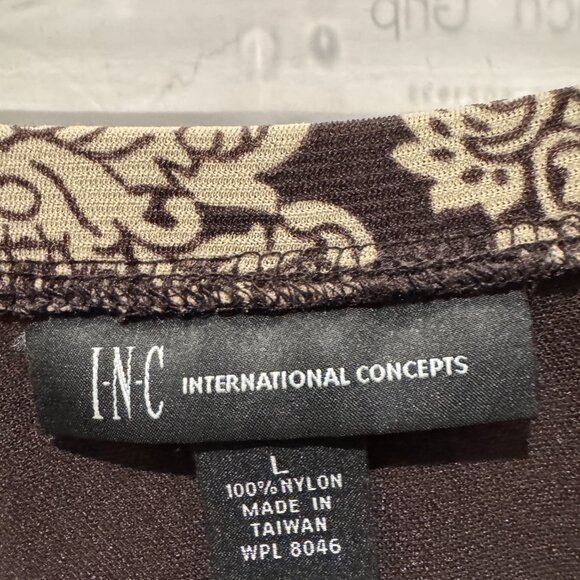 I·N·C INTERNATIONAL CONCEPTS
L
100% NYLON
MADE IN
TAIWAN
WPL 8046